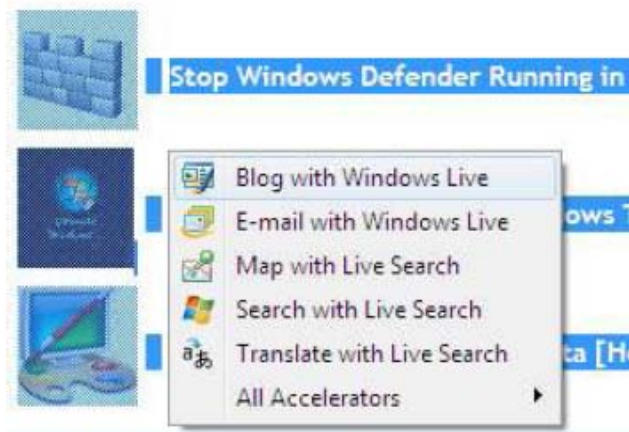 Stop Windows Defender Running in
Blog with Windows Live
ows T
E-mail with Windows Live
Map with Live Search
Search with Live Search
Translate with Live Search
ta [H
All Accelerators